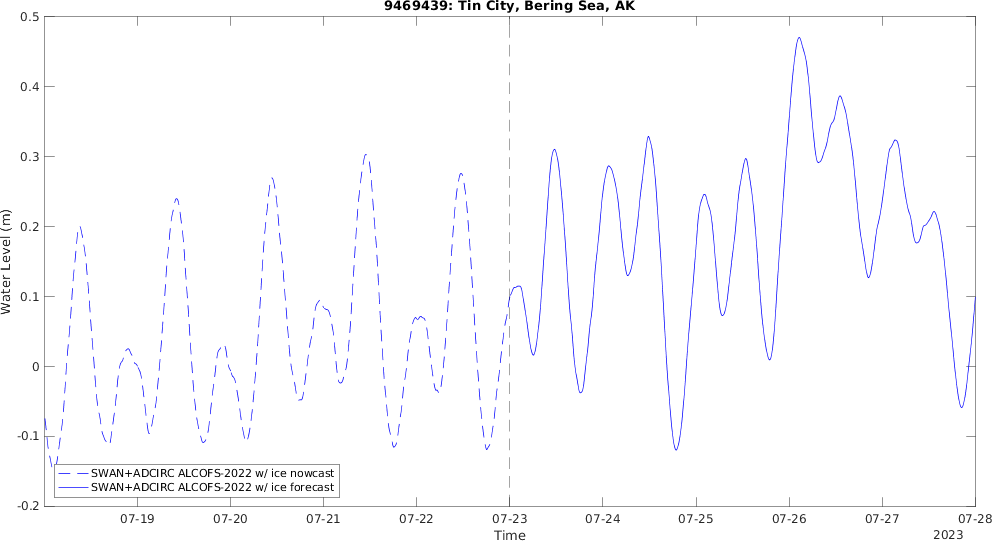 9469439: Tin City, Bering Sea, AK
Water Level (m)
0.5
0.4
0.3
0.2
0.1
0
-0.1
-0.2
SWAN+ADCIRC ALCOFS-2022 w/ ice nowcast
SWAN+ADCIRC ALCOFS-2022 w/ ice forecast
07-19 07-20 07-21 07-22 07-23 07-24 07-25 07-26 07-27 07-28
Time
2023